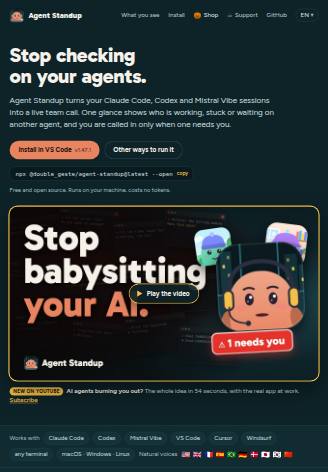 Agent Standup
What you see Install Shop Support GitHub EN
Stop checking
on your agents.
Agent Standup turns your Claude Code, Codex and Mistral Vibe sessions
into a live team call. One glance shows who is working, stuck or waiting on
another agent, and you are called in only when one needs you.
Install in VS Code v1.47.1 Other ways to run it
npx @double_geste/agent-standup@latest --open copy
Free and open source. Runs on your machine, costs no tokens.
Stop
babysitting
your AI.
Play the video
⚠ 1 needs you
Agent Standup
NEW ON YOUTUBE AI agents burning you out? The whole idea in 54 seconds, with the real app at work.
Subscribe
Works with Claude Code Codex Mistral Vibe VS Code Cursor Windsurf
any terminal macOS · Windows · Linux Natural voices